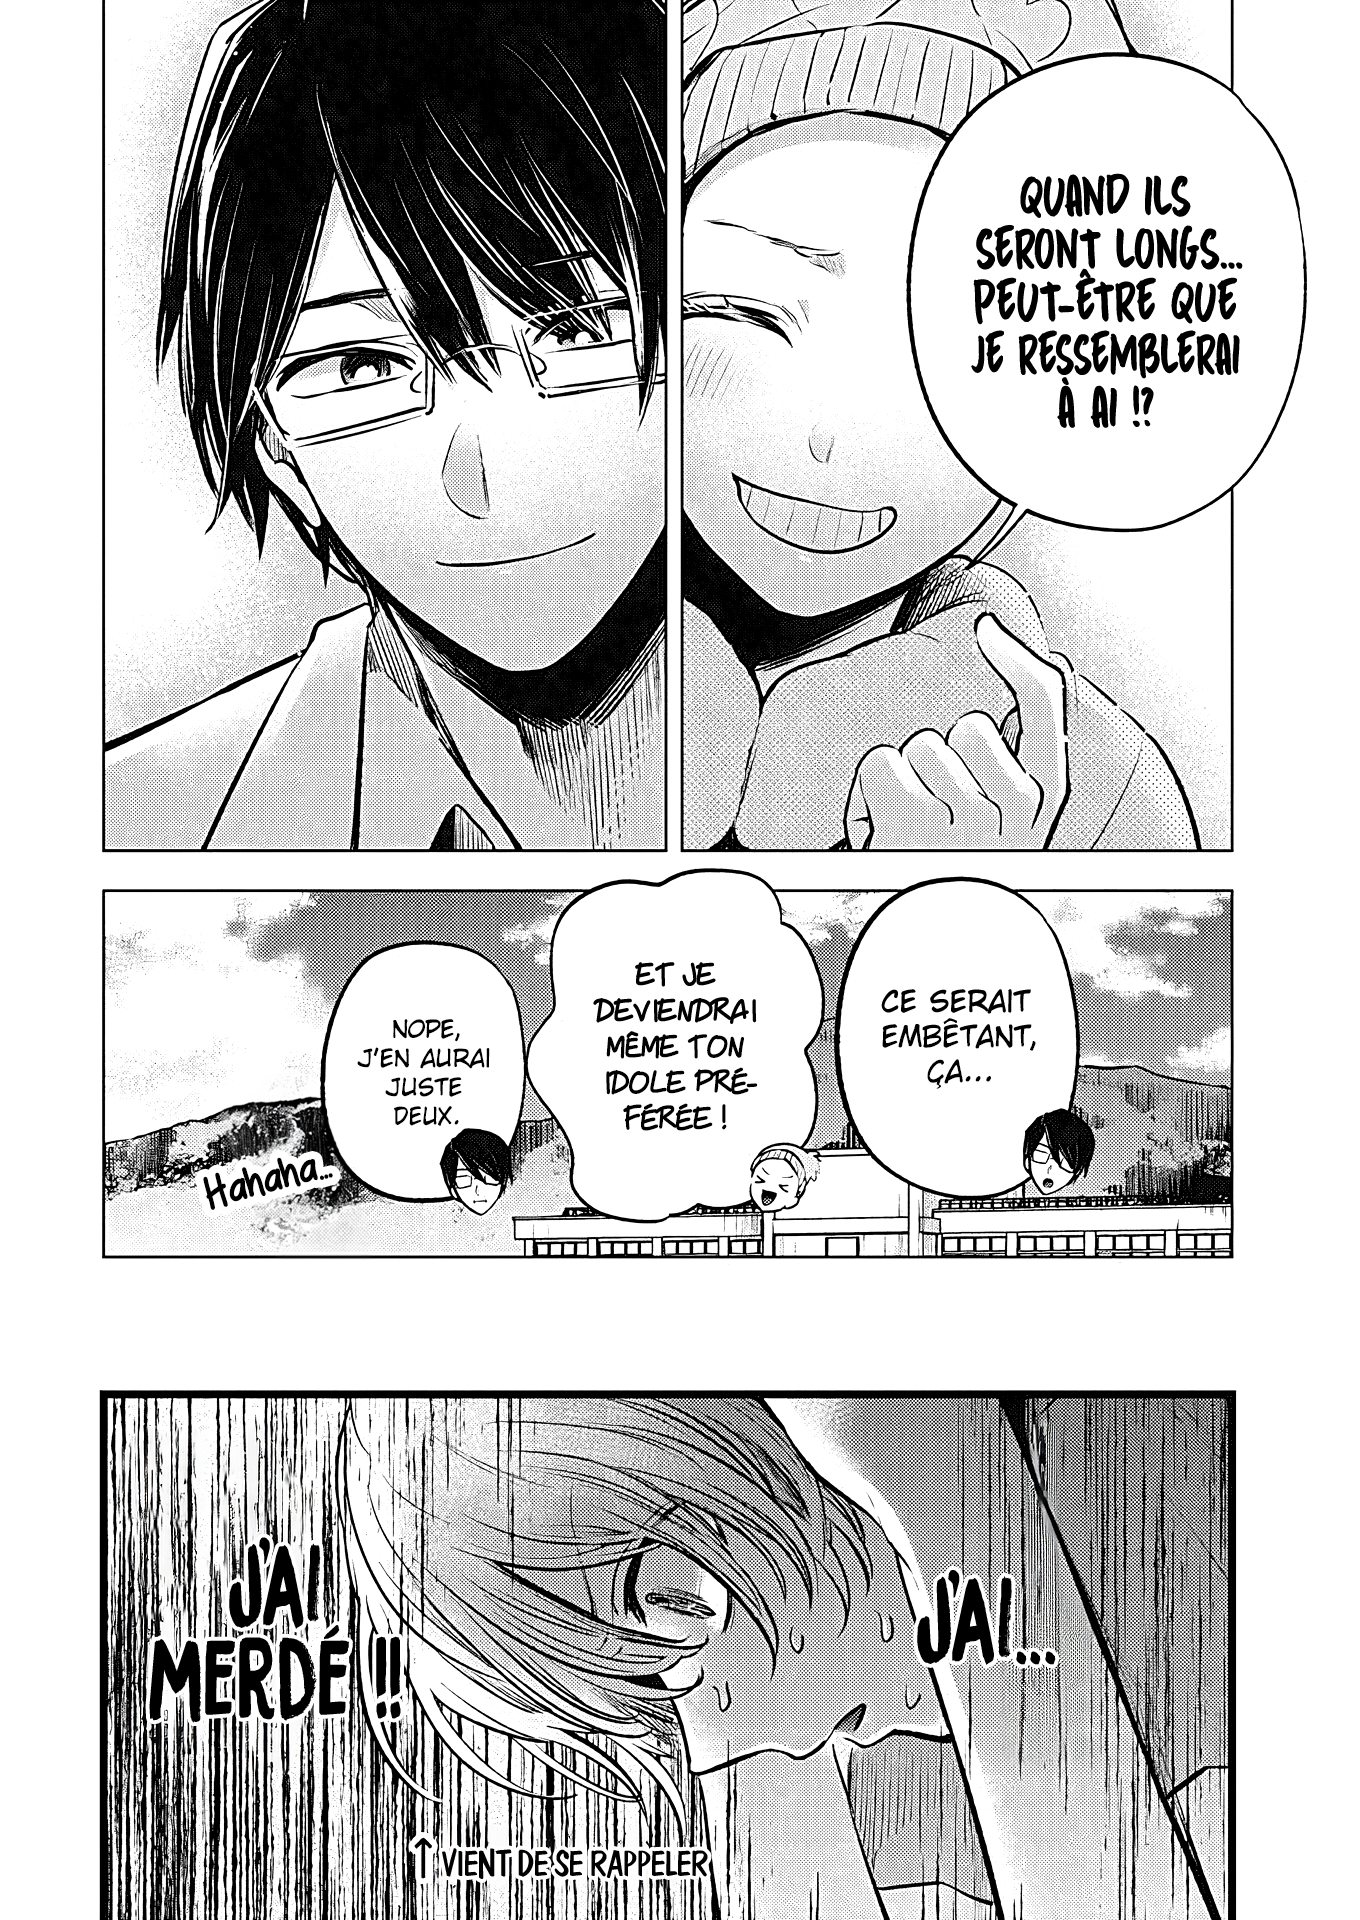 QUAND ILS
SERONT LONGS...
PEUT-ÊTRE QUE
JE RESSEMBLERAI
À AI !?
CE SERAIT
EMBÊTANT,
ÇA...
ET JE
DEVIENDRAI
MÊME TON
IDOLE PRÉ-
FÉRÉE !
NOPE,
J'EN AURAI
JUSTE
DEUX.
Hahaha...
J'AI...
J'AI
MERDÉ !!
↑ VIENT DE SE RAPPELER